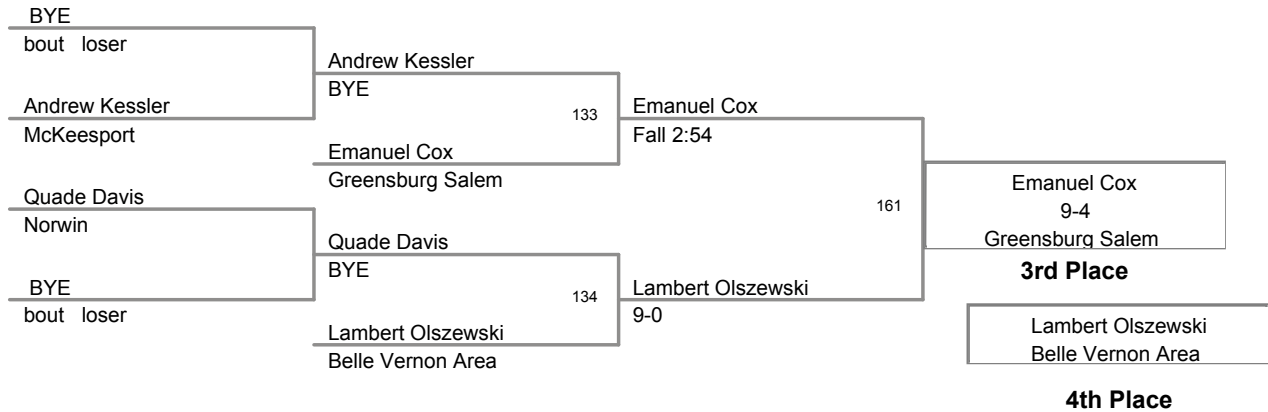 BYE
bout loser
Andrew Kessler
McKeesport
Quade Davis
Norwin
BYE
bout loser
Andrew Kessler
BYE
133
Emanuel Cox
Greensburg Salem
Quade Davis
BYE
134
Lambert Olszewski
Belle Vernon Area
Emanuel Cox
Fall 2:54
161
Lambert Olszewski
9-0
Emanuel Cox
9-4
Greensburg Salem
3rd Place
Lambert Olszewski
Belle Vernon Area
4th Place